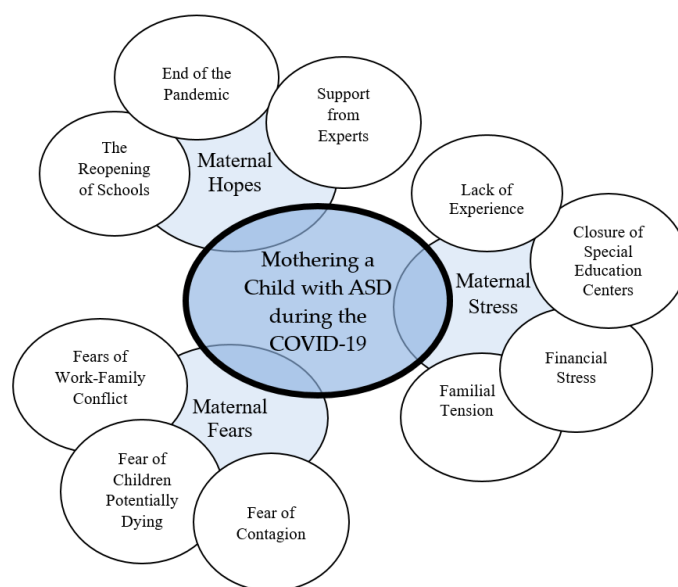 End of the
Pandemic
Support
from
Experts
The
Reopening
of Schools
Maternal
Hopes
Mothering a
Child with ASD
during the
COVID-19
Lack of
Experience
Closure of
Special
Education
Centers
Maternal
Stress
Financial
Stress
Familial
Tension
Fears of
Work-Family
Conflict
Maternal
Fears
Fear of
Children
Potentially
Dying
Fear of
Contagion